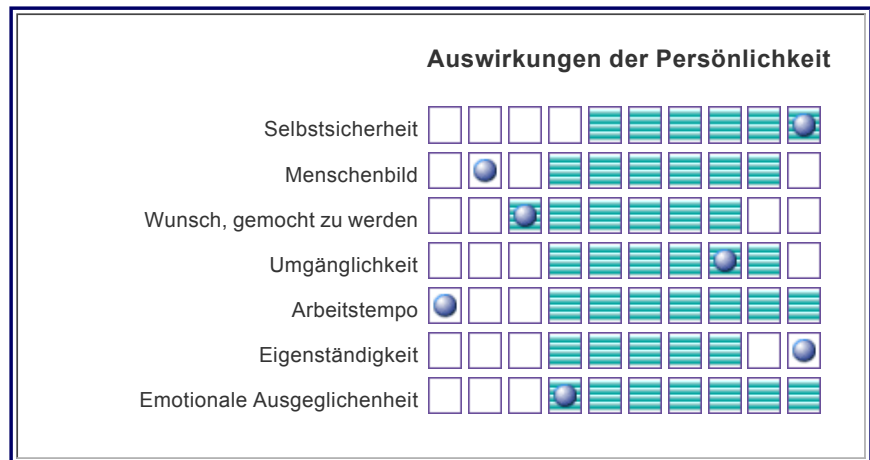 Auswirkungen der Persönlichkeit
Selbstsicherheit
Menschenbild
Wunsch, gemocht zu werden
Umgänglichkeit
Arbeitstempo
Eigenständigkeit
Emotionale Ausgeglichenheit